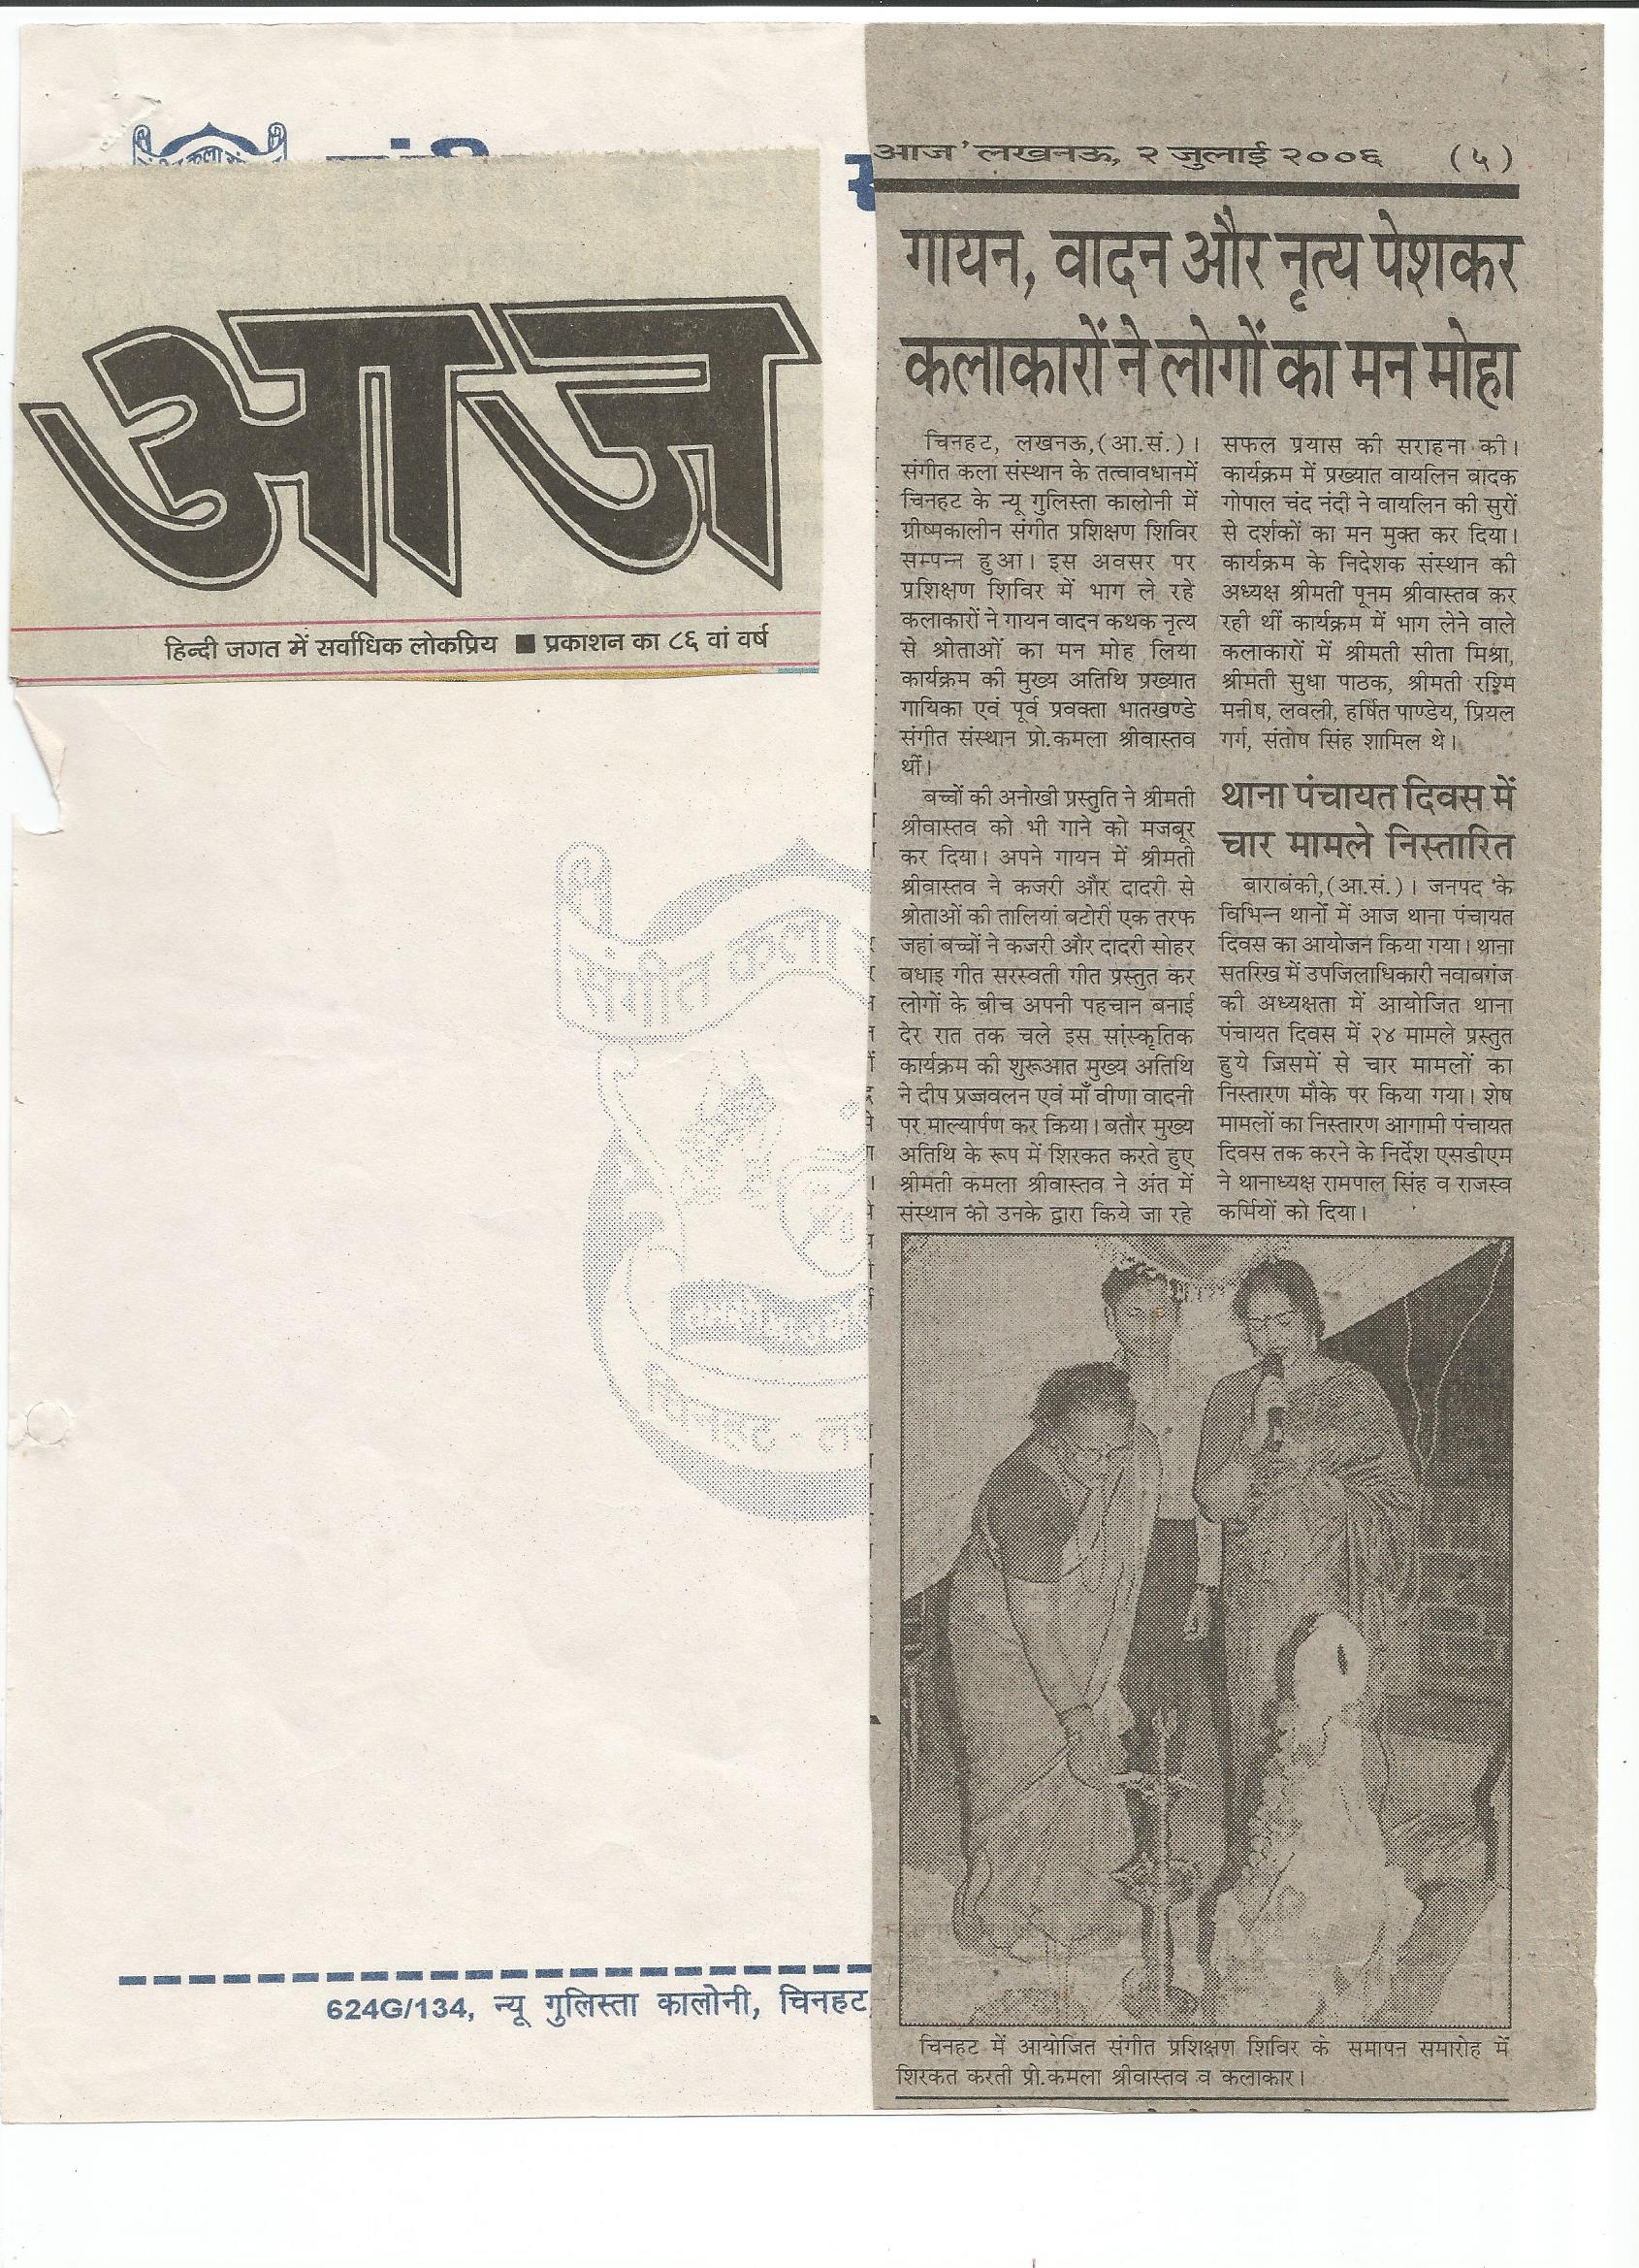 आज
हिन्दी जगत में सर्वाधिक लोकप्रिय ■ प्रकाशन का ८६ वां वर्ष
आज ' लखनऊ, २ जुलाई २००६ (५)
गायन, वादन और नृत्य पेशकर
कलाकारों ने लोगों का मन मोहा
चिनहट, लखनऊ,(आ.सं.)।
संगीत कला संस्थान के तत्वावधानमें
चिनहट के न्यू गुलिस्ता कालोनी में
ग्रीष्मकालीन संगीत प्रशिक्षण शिविर
सम्पन्न हुआ। इस अवसर पर
प्रशिक्षण शिविर में भाग ले रहे
कलाकारों ने गायन वादन कथक नृत्य
से श्रोताओं का मन मोह लिया
कार्यक्रम की मुख्य अतिथि प्रख्यात
गायिका एवं पूर्व प्रवक्ता भातखण्डे
संगीत संस्थान प्रो.कमला श्रीवास्तव
थीं।
बच्चों की अनोखी प्रस्तुति ने श्रीमती
श्रीवास्तव को भी गाने को मजबूर
कर दिया। अपने गायन में श्रीमती
श्रीवास्तव ने कजरी और दादरी से
श्रोताओं की तालियां बटोरी एक तरफ
जहां बच्चों ने कजरी और दादरी सोहर
बधाइ गीत सरस्वती गीत प्रस्तुत कर
लोगों के बीच अपनी पहचान बनाई
देर रात तक चले इस सांस्कृतिक
कार्यक्रम की शुरूआत मुख्य अतिथि
ने दीप प्रज्जवलन एवं माँ वीणा वादनी
पर माल्यार्पण कर किया। बतौर मुख्य
अतिथि के रूप में शिरकत करते हुए
श्रीमती कमला श्रीवास्तव ने अंत में
संस्थान को उनके द्वारा किये जा रहे
सफल प्रयास की सराहना की।
कार्यक्रम में प्रख्यात वायलिन वादक
गोपाल चंद नंदी ने वायलिन की सुरों
से दर्शकों का मन मुक्त कर दिया।
कार्यक्रम के निदेशक संस्थान की
अध्यक्ष श्रीमती पूनम श्रीवास्तव कर
रही थीं कार्यक्रम में भाग लेने वाले
कलाकारों में श्रीमती सीता मिश्रा,
श्रीमती सुधा पाठक, श्रीमती रश्मि
मनीष, लवली, हर्षित पाण्डेय, प्रियल
गर्ग, संतोष सिंह शामिल थे।
थाना पंचायत दिवस में
चार मामले निस्तारित
बाराबंकी,(आ.सं.)। जनपद के
विभिन्न थानों में आज थाना पंचायत
दिवस का आयोजन किया गया। थाना
सतरिख में उपजिलाधिकारी नवाबगंज
की अध्यक्षता में आयोजित थाना
पंचायत दिवस में २४ मामले प्रस्तुत
हुये जिसमें से चार मामलों का
निस्तारण मौके पर किया गया। शेष
मामलों का निस्तारण आगामी पंचायत
दिवस तक करने के निर्देश एसडीएम
ने थानाध्यक्ष रामपाल सिंह व राजस्व
कर्मियों को दिया।
चिनहट में आयोजित संगीत प्रशिक्षण शिविर के समापन समारोह में
शिरकत करती प्रो.कमला श्रीवास्तव व कलाकार।
संगीत कला
चिनहट - लख
624G/134, न्यू गुलिस्ता कालोनी, चिनहट,